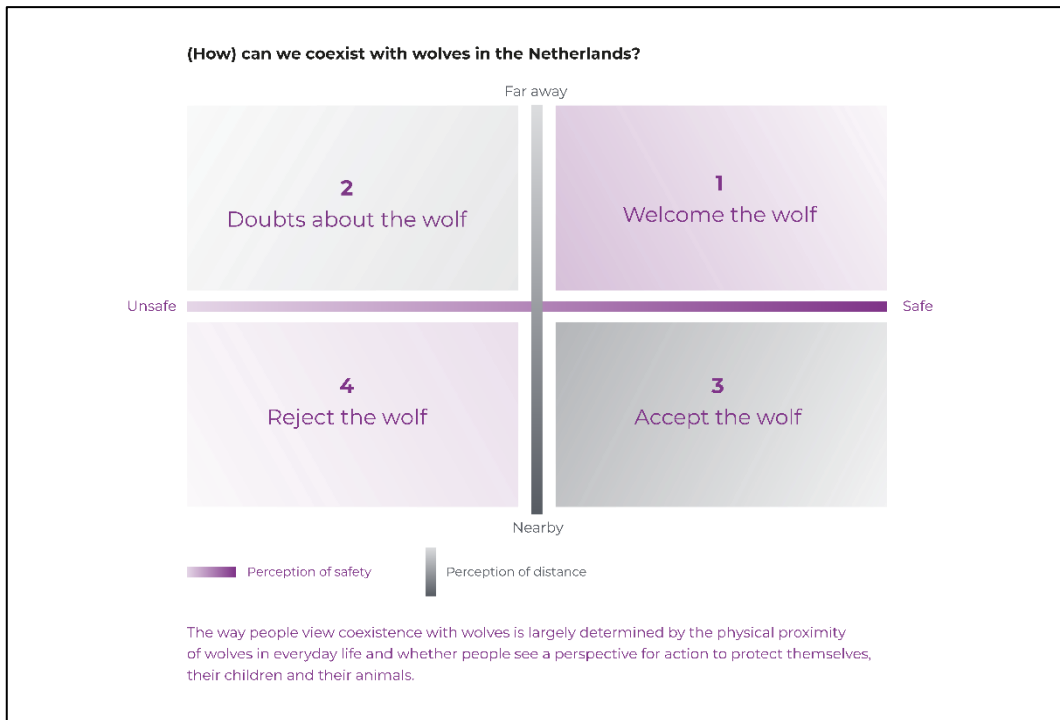 (How) can we coexist with wolves in the Netherlands?
Far away
2
Doubts about the wolf
1
Welcome the wolf
Unsafe
Safe
4
Reject the wolf
3
Accept the wolf
Nearby
Perception of safety
Perception of distance
The way people view coexistence with wolves is largely determined by the physical proximity
of wolves in everyday life and whether people see a perspective for action to protect themselves,
their children and their animals.